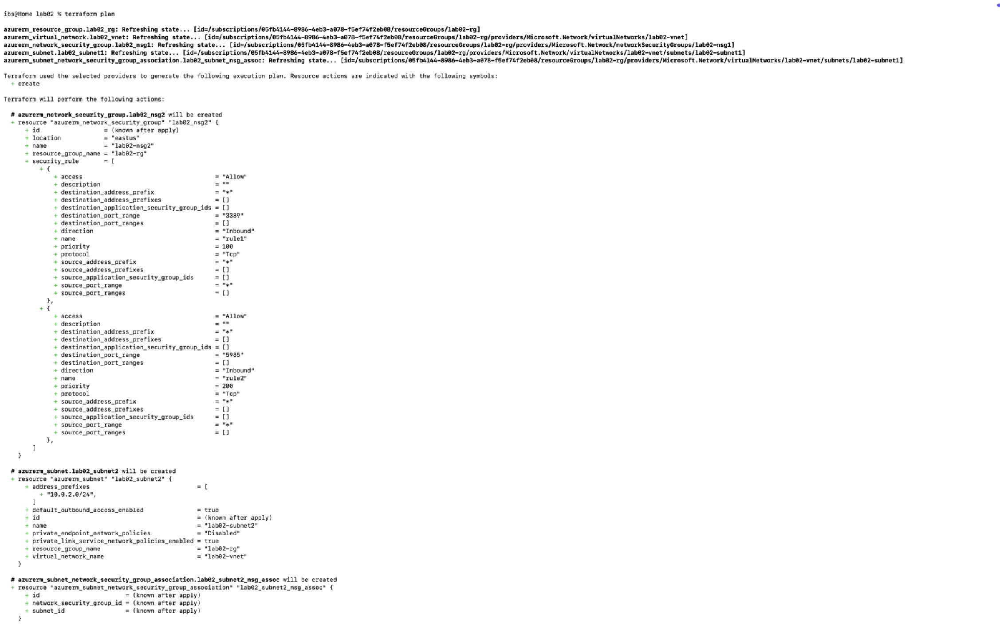 ibs@Home lab02 % terraform plan
azurerm_resource_group.lab02_rg: Refreshing state... [id=/subscriptions/05fb4144-8986-4eb3-a078-f5ef74f2eb08/resourceGroups/lab02-rg]
azurerm_virtual_network.lab02_vnet: Refreshing state... [id=/subscriptions/05fb4144-8986-4eb3-a078-f5ef74f2eb08/resourceGroups/lab02-rg/providers/Microsoft.Network/virtualNetworks/lab02-vnet]
azurerm_network_security_group.lab02_nsg1: Refreshing state... [id=/subscriptions/05fb4144-8986-4eb3-a078-f5ef74f2eb08/resourceGroups/lab02-rg/providers/Microsoft.Network/networkSecurityGroups/lab02-nsg1]
azurerm_subnet.lab02_subnet1: Refreshing state... [id=/subscriptions/05fb4144-8986-4eb3-a078-f5ef74f2eb08/resourceGroups/lab02-rg/providers/Microsoft.Network/virtualNetworks/lab02-vnet/subnets/lab02-subnet1]
azurerm_subnet_network_security_group_association.lab02_subnet_nsg_assoc: Refreshing state... [id=/subscriptions/05fb4144-8986-4eb3-a078-f5ef74f2eb08/resourceGroups/lab02-rg/providers/Microsoft.Network/virtualNetworks/lab02-vnet/subnets/lab02-subnet1]
Terraform used the selected providers to generate the following execution plan. Resource actions are indicated with the following symbols:
  + create
Terraform will perform the following actions:
  # azurerm_network_security_group.lab02_nsg2 will be created
  + resource "azurerm_network_security_group" "lab02_nsg2" {
      + id                  = (known after apply)
      + location            = "eastus"
      + name                = "lab02-nsg2"
      + resource_group_name = "lab02-rg"
      + security_rule       = [
          + {
              + access                                     = "Allow"
              + description                                = ""
              + destination_address_prefix                 = "*"
              + destination_address_prefixes               = []
              + destination_application_security_group_ids = []
              + destination_port_range                     = "3389"
              + destination_port_ranges                    = []
              + direction                                  = "Inbound"
              + name                                       = "rule1"
              + priority                                   = 100
              + protocol                                   = "Tcp"
              + source_address_prefix                      = "*"
              + source_address_prefixes                    = []
              + source_application_security_group_ids      = []
              + source_port_range                          = "*"
              + source_port_ranges                         = []
            },
          + {
              + access                                     = "Allow"
              + description                                = ""
              + destination_address_prefix                 = "*"
              + destination_address_prefixes               = []
              + destination_application_security_group_ids = []
              + destination_port_range                     = "5985"
              + destination_port_ranges                    = []
              + direction                                  = "Inbound"
              + name                                       = "rule2"
              + priority                                   = 200
              + protocol                                   = "Tcp"
              + source_address_prefix                      = "*"
              + source_address_prefixes                    = []
              + source_application_security_group_ids      = []
              + source_port_range                          = "*"
              + source_port_ranges                         = []
            },
        ]
    }
  # azurerm_subnet.lab02_subnet2 will be created
  + resource "azurerm_subnet" "lab02_subnet2" {
      + address_prefixes                              = [
          + "10.0.2.0/24",
        ]
      + default_outbound_access_enabled               = true
      + id                                            = (known after apply)
      + name                                          = "lab02-subnet2"
      + private_endpoint_network_policies             = "Disabled"
      + private_link_service_network_policies_enabled = true
      + resource_group_name                           = "lab02-rg"
      + virtual_network_name                          = "lab02-vnet"
    }
  # azurerm_subnet_network_security_group_association.lab02_subnet2_nsg_assoc will be created
  + resource "azurerm_subnet_network_security_group_association" "lab02_subnet2_nsg_assoc" {
      + id                        = (known after apply)
      + network_security_group_id = (known after apply)
      + subnet_id                 = (known after apply)
    }